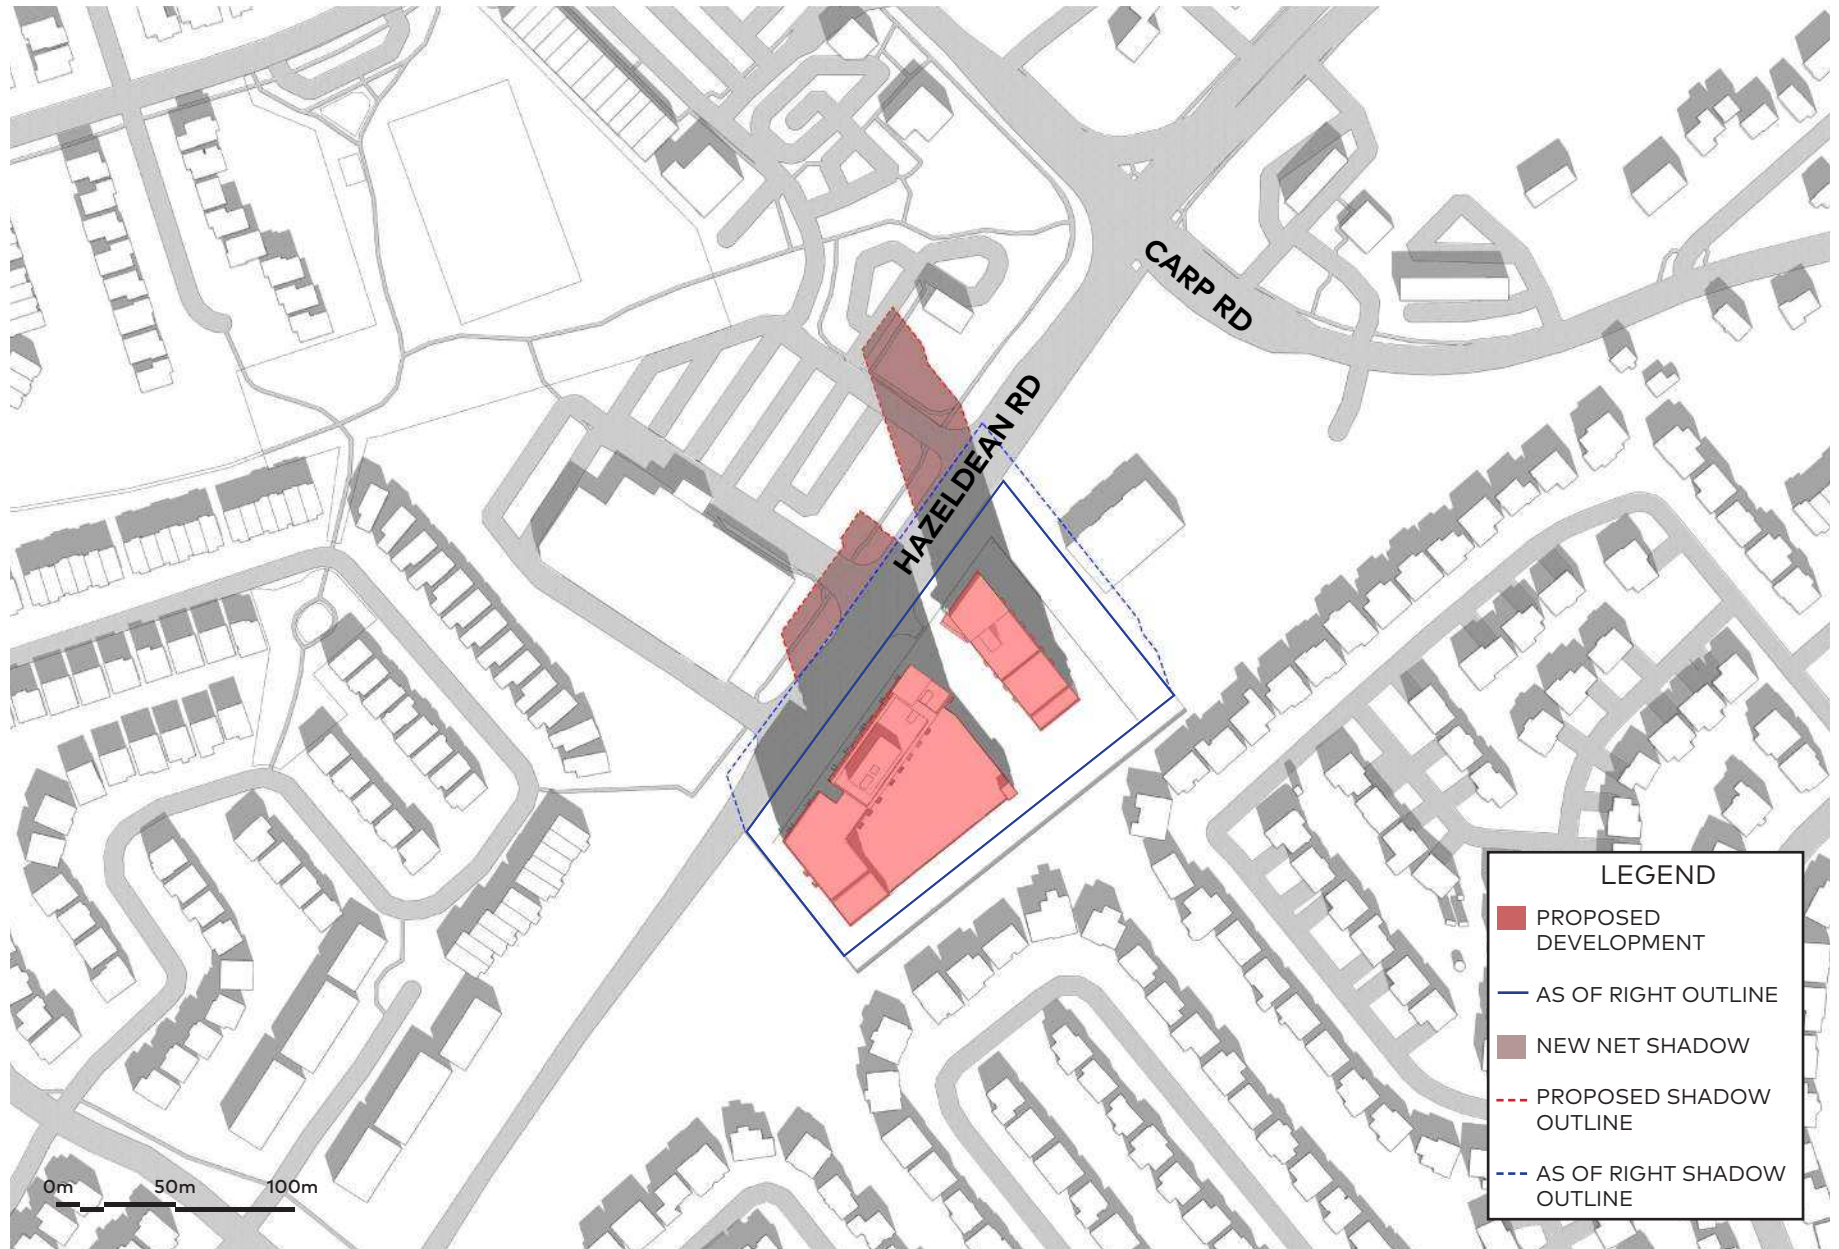 CARP RD
HAZELDEAN RD
LEGEND
PROPOSED
DEVELOPMENT
AS OF RIGHT OUTLINE
NEW NET SHADOW
PROPOSED SHADOW
OUTLINE
AS OF RIGHT SHADOW
OUTLINE
0m 50m 100m